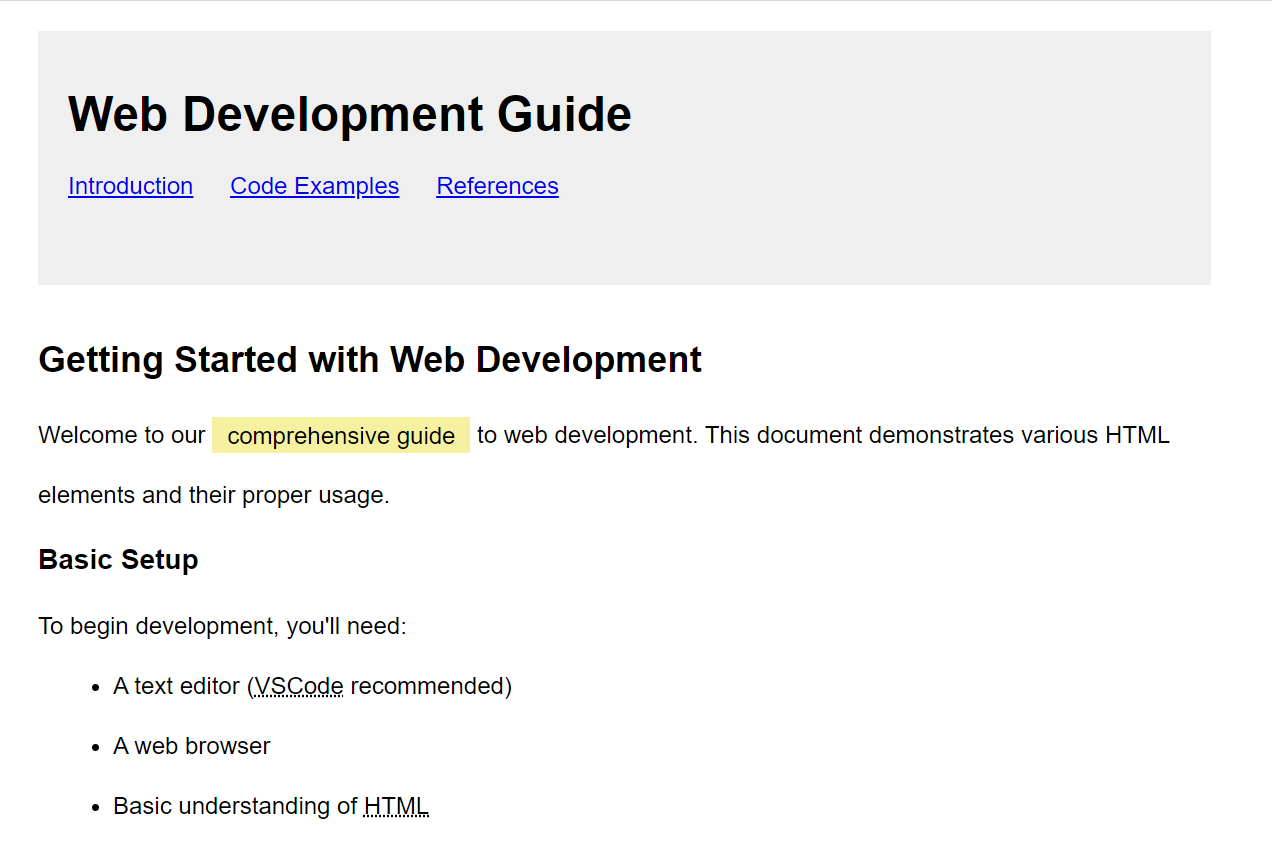 Web Development Guide
Introduction Code Examples References
Getting Started with Web Development
Welcome to our comprehensive guide to web development. This document demonstrates various HTML
elements and their proper usage.
Basic Setup
To begin development, you'll need:
• A text editor (VSCode recommended)
• A web browser
• Basic understanding of HTML